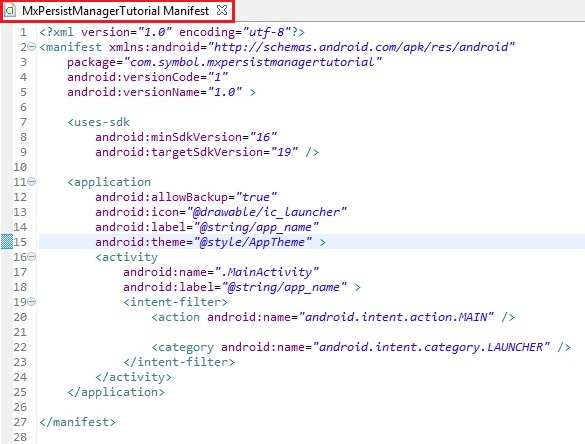 MxPersistManagerTutorial Manifest
1 <?xml version="1.0" encoding="utf-8"?>
2 <manifest xmlns:android="http://schemas.android.com/apk/res/android"
3     package="com.symbol.mxpersistmanagertutorial"
4     android:versionCode="1"
5     android:versionName="1.0" >
6
7     <uses-sdk
8         android:minSdkVersion="16"
9         android:targetSdkVersion="19" />
10
11     <application
12         android:allowBackup="true"
13         android:icon="@drawable/ic_launcher"
14         android:label="@string/app_name"
15         android:theme="@style/AppTheme" >
16         <activity
17             android:name=".MainActivity"
18             android:label="@string/app_name" >
19             <intent-filter>
20                 <action android:name="android.intent.action.MAIN" />
21
22                 <category android:name="android.intent.category.LAUNCHER" />
23             </intent-filter>
24         </activity>
25     </application>
26
27 </manifest>
28